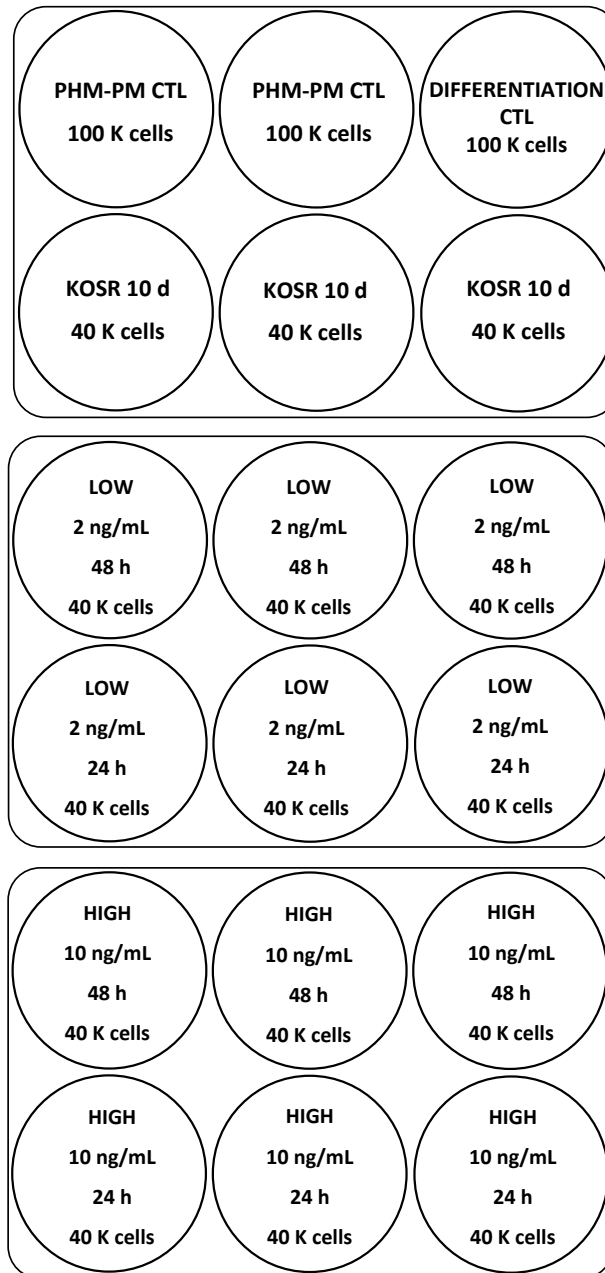 PHM-PM CTL
100 K cells
PHM-PM CTL
100 K cells
DIFFERENTIATION
CTL
100 K cells
KOSR 10 d
40 K cells
KOSR 10 d
40 K cells
KOSR 10 d
40 K cells
LOW
2 ng/mL
48 h
40 K cells
LOW
2 ng/mL
48 h
40 K cells
LOW
2 ng/mL
48 h
40 K cells
LOW
2 ng/mL
24 h
40 K cells
LOW
2 ng/mL
24 h
40 K cells
LOW
2 ng/mL
24 h
40 K cells
HIGH
10 ng/mL
48 h
40 K cells
HIGH
10 ng/mL
48 h
40 K cells
HIGH
10 ng/mL
48 h
40 K cells
HIGH
10 ng/mL
24 h
40 K cells
HIGH
10 ng/mL
24 h
40 K cells
HIGH
10 ng/mL
24 h
40 K cells